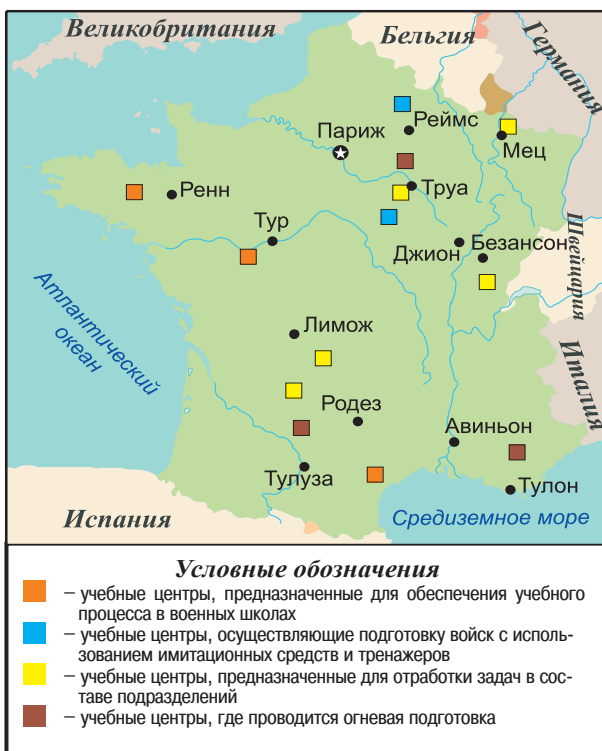 Великобритания
Бельгия
Германия
Реймс
Париж
Мец
Ренн
Труа
Тур
Джион
Безансон
Швейцария
Атлантический
океан
Лимож
Италия
Родез
Авиньон
Тулуза
Тулон
Испания
Средиземное море
Условные обозначения
– учебные центры, предназначенные для обеспечения учебного
процесса в военных школах
– учебные центры, осуществляющие подготовку войск с исполь-
зованием имитационных средств и тренажеров
– учебные центры, предназначенные для отработки задач в сос-
таве подразделений
– учебные центры, где проводится огневая подготовка